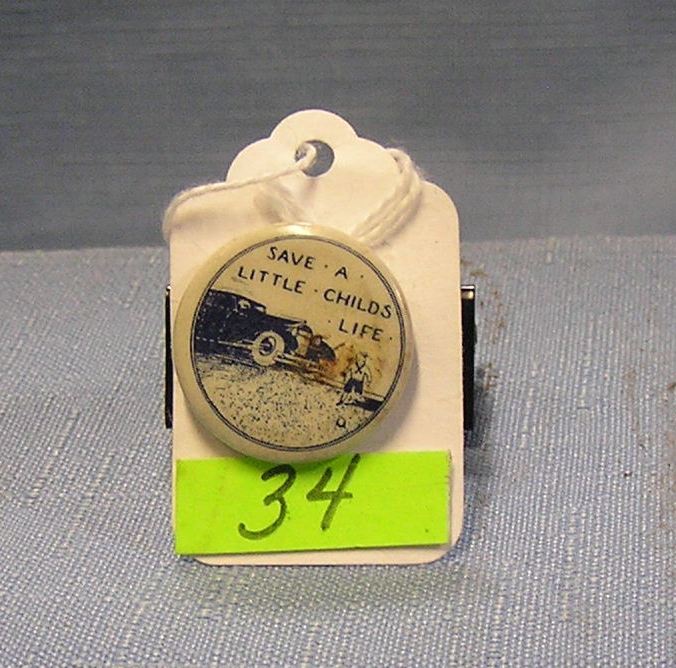 SAVE · A ·
LITTLE · CHILDS
· LIFE ·
34